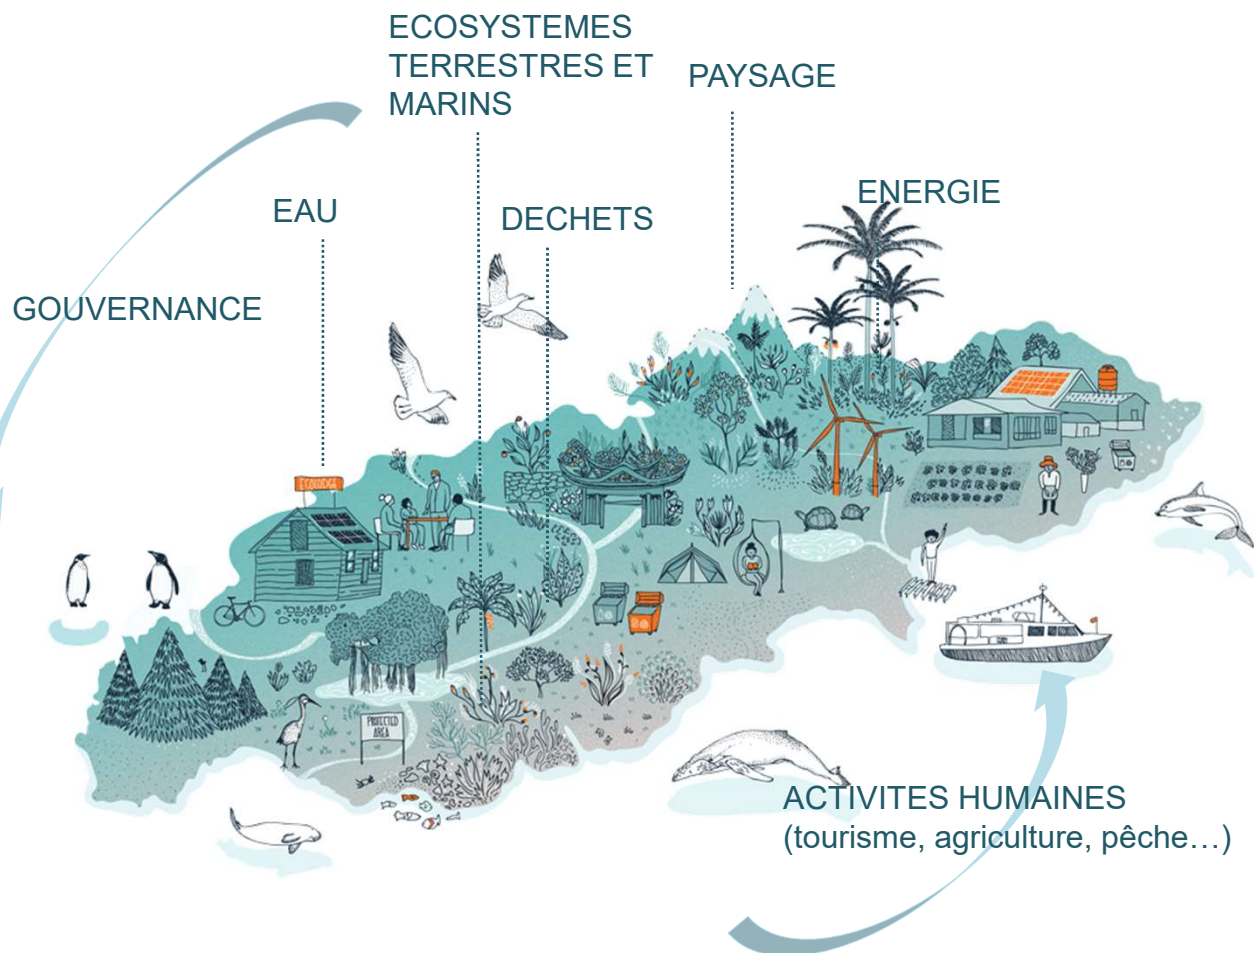 ECOSYSTEMES
TERRESTRES ET
MARINS
PAYSAGE
ENERGIE
EAU
DECHETS
GOUVERNANCE
ECOLODGE
PROTECTED
AREA
ACTIVITES HUMAINES
(tourisme, agriculture, pêche…)